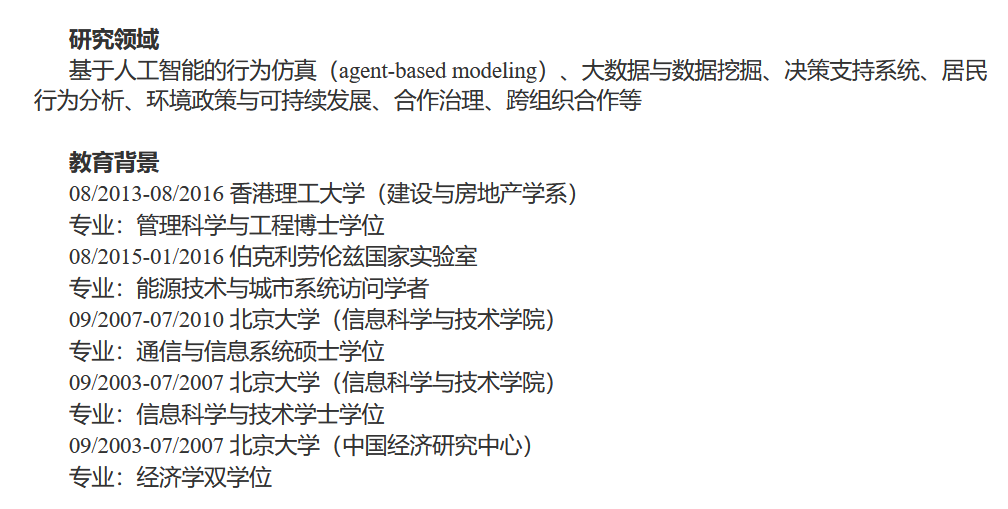 研究领域
基于人工智能的行为仿真（agent-based modeling）、大数据与数据挖掘、决策支持系统、居民
行为分析、环境政策与可持续发展、合作治理、跨组织合作等
教育背景
08/2013-08/2016 香港理工大学（建设与房地产学系）
专业：管理科学与工程博士学位
08/2015-01/2016 伯克利劳伦兹国家实验室
专业：能源技术与城市系统访问学者
09/2007-07/2010 北京大学（信息科学与技术学院）
专业：通信与信息系统硕士学位
09/2003-07/2007 北京大学（信息科学与技术学院）
专业：信息科学与技术学士学位
09/2003-07/2007 北京大学（中国经济研究中心）
专业：经济学双学位